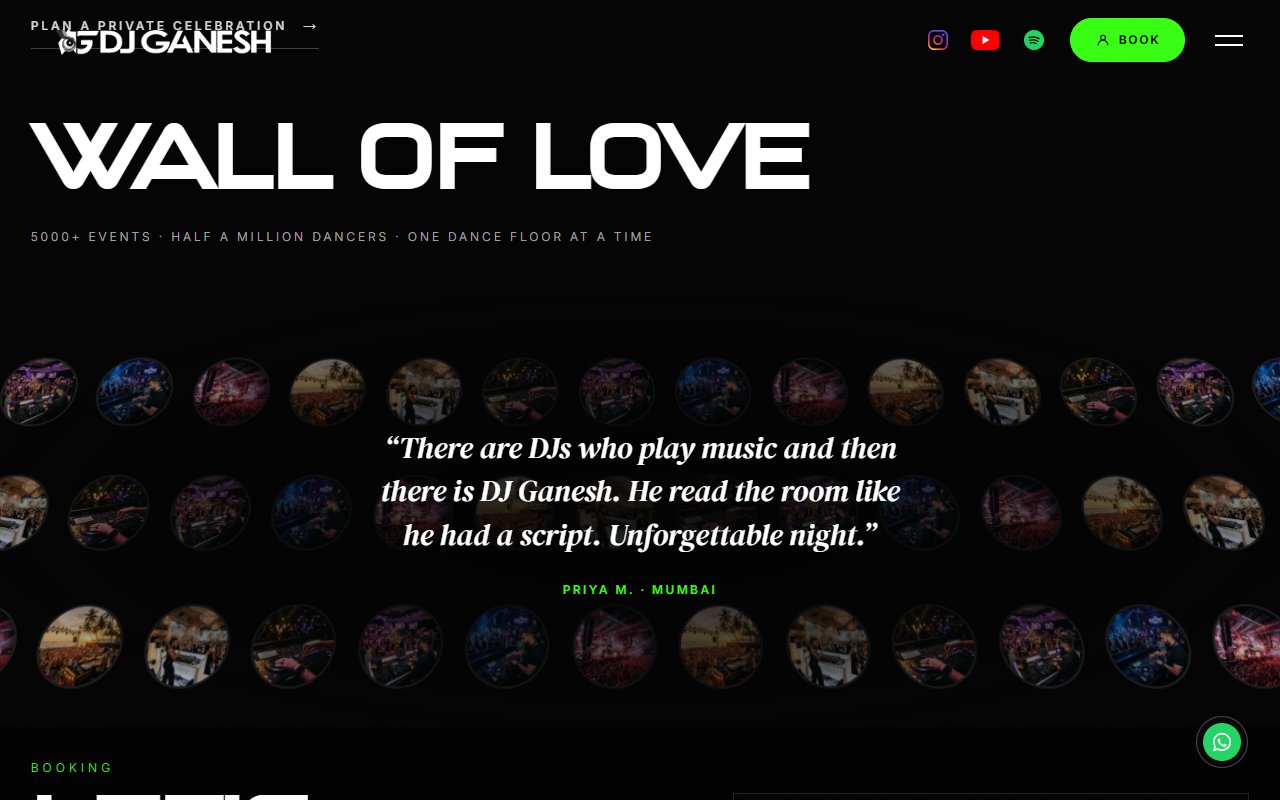 PLAN A PRIVATE CELEBRATION →
DJ GANESH
BOOK
WALL OF LOVE
5000+ EVENTS · HALF A MILLION DANCERS · ONE DANCE FLOOR AT A TIME
“There are DJs who play music and then
there is DJ Ganesh. He read the room like
he had a script. Unforgettable night.”
PRIYA M. · MUMBAI
BOOKING